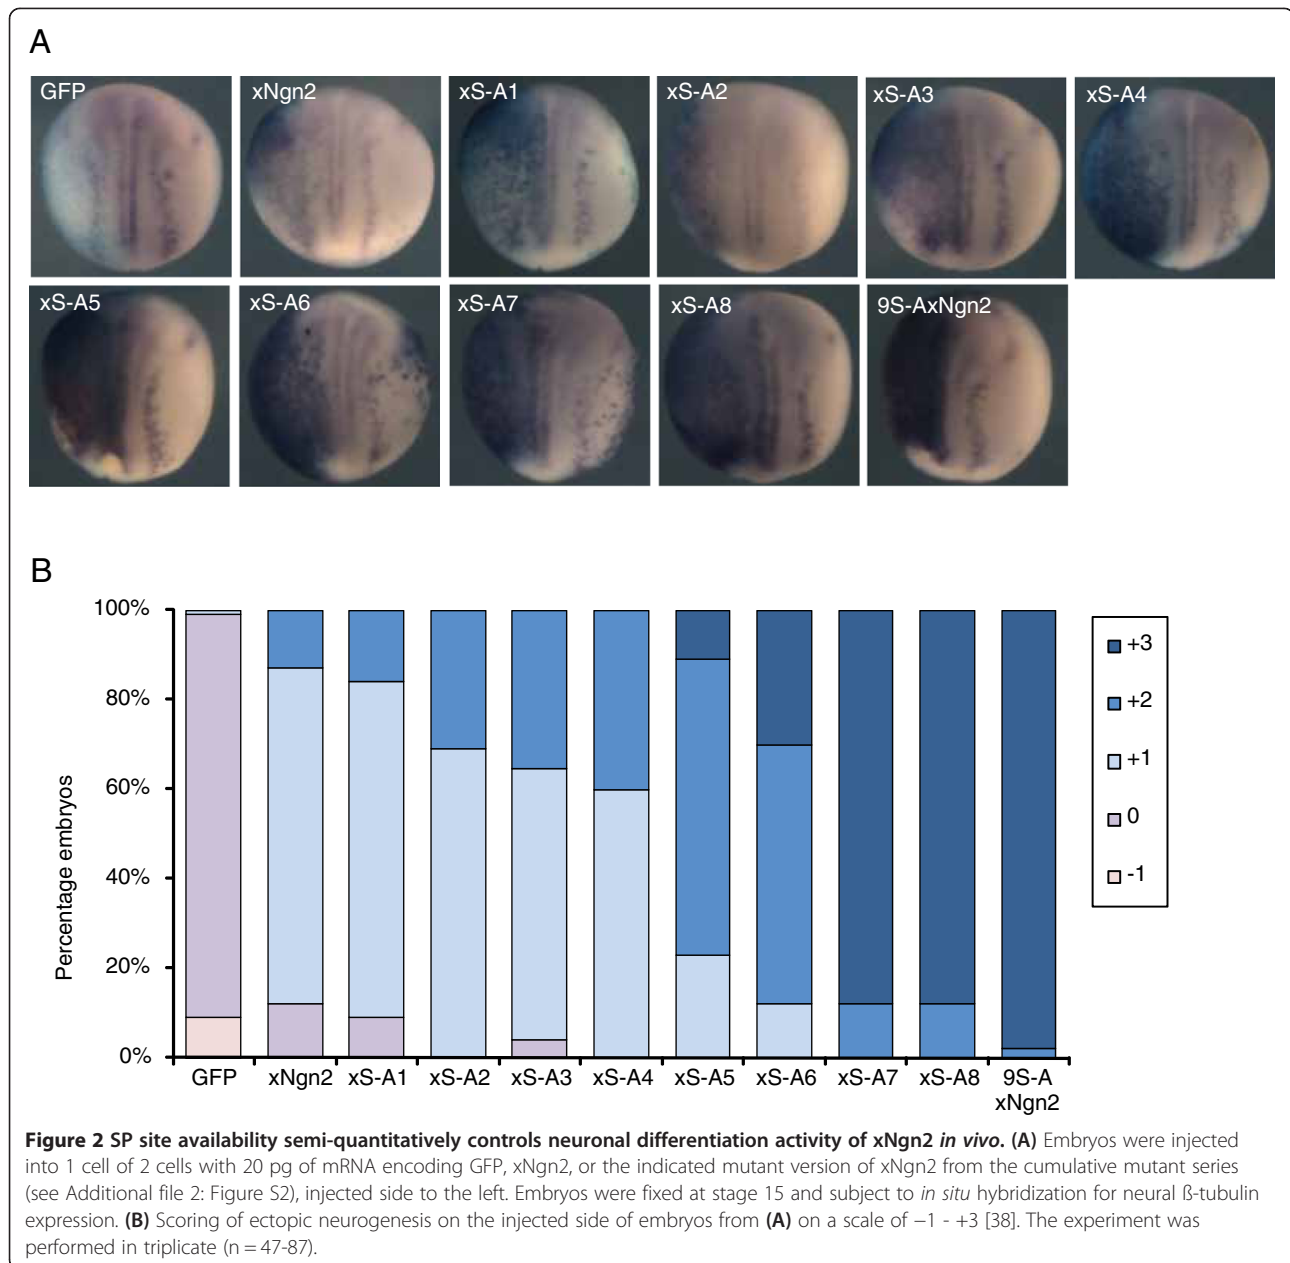 A
GFP
xNgn2
xS-A1
xS-A2
xS-A3
xS-A4
xS-A5
xS-A6
xS-A7
xS-A8
9S-AxNgn2
B
100%
80%
60%
40%
20%
0%
Percentage embryos
GFP xNgn2 xS-A1 xS-A2 xS-A3 xS-A4 xS-A5 xS-A6 xS-A7 xS-A8 9S-A
xNgn2
+3
+2
+1
0
-1
Figure 2 SP site availability semi-quantitatively controls neuronal differentiation activity of xNgn2 in vivo. (A) Embryos were injected
into 1 cell of 2 cells with 20 pg of mRNA encoding GFP, xNgn2, or the indicated mutant version of xNgn2 from the cumulative mutant series
(see Additional file 2: Figure S2), injected side to the left. Embryos were fixed at stage 15 and subject to in situ hybridization for neural ß-tubulin
expression. (B) Scoring of ectopic neurogenesis on the injected side of embryos from (A) on a scale of −1 - +3 [38]. The experiment was
performed in triplicate (n = 47-87).